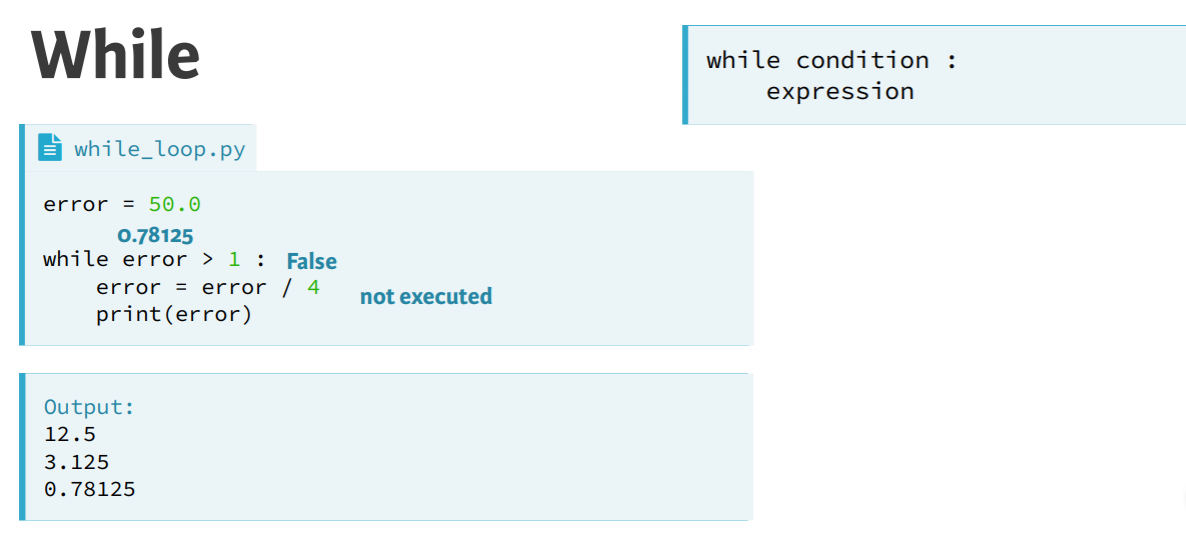 While
while condition :
    expression
while_loop.py
error = 50.0
0.78125
while error > 1 : False
    error = error / 4
not executed
    print(error)
Output:
12.5
3.125
0.78125